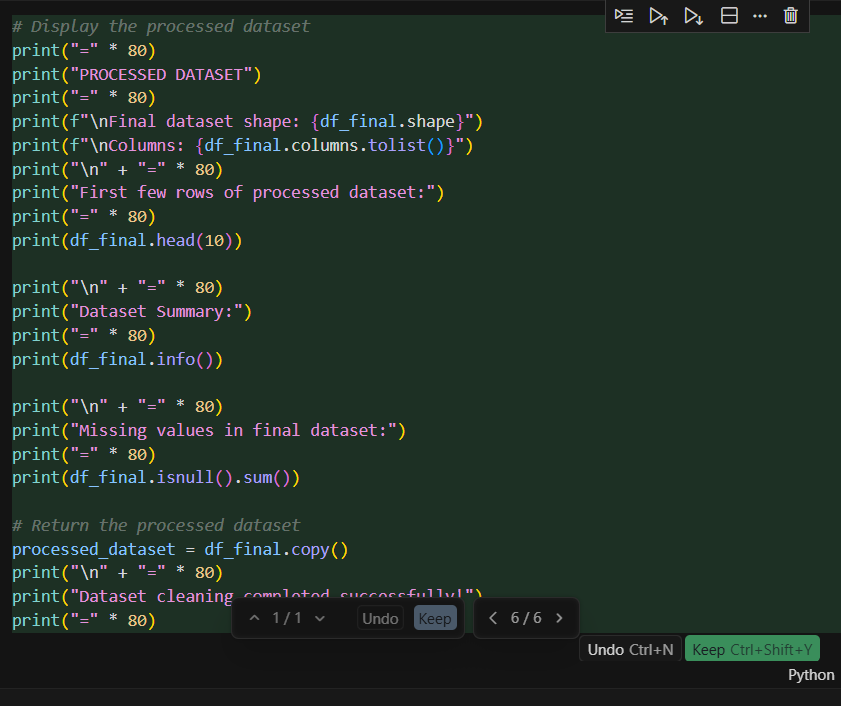 # Display the processed dataset
print("=" * 80)
print("PROCESSED DATASET")
print("=" * 80)
print(f"\nFinal dataset shape: {df_final.shape}")
print(f"\nColumns: {df_final.columns.tolist()}")
print("\n" + "=" * 80)
print("First few rows of processed dataset:")
print("=" * 80)
print(df_final.head(10))
print("\n" + "=" * 80)
print("Dataset Summary:")
print("=" * 80)
print(df_final.info())
print("\n" + "=" * 80)
print("Missing values in final dataset:")
print("=" * 80)
print(df_final.isnull().sum())
# Return the processed dataset
processed_dataset = df_final.copy()
print("\n" + "=" * 80)
print("Dataset cleaning completed successfully!")
print("=" * 80)
1 / 1 Undo Keep 6 / 6
Undo Ctrl+N Keep Ctrl+Shift+Y
Python